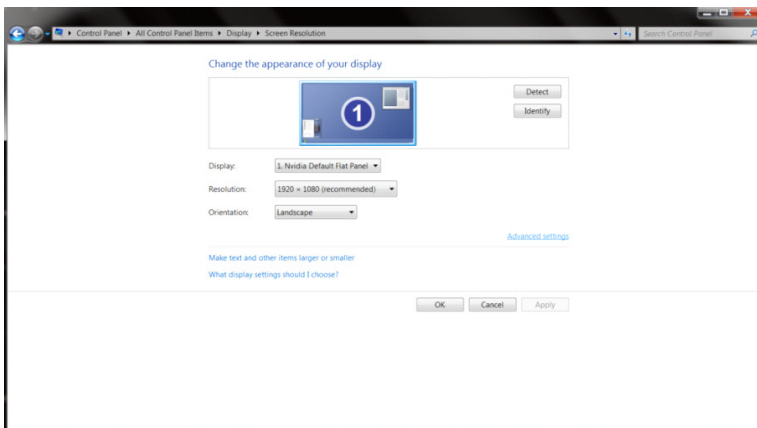 Control Panel ▸ All Control Panel Items ▸ Display ▸ Screen Resolution
Search Control Panel
Change the appearance of your display
1
Detect
Identify
Display: 1. Nvidia Default Flat Panel
Resolution: 1920 × 1080 (recommended)
Orientation: Landscape
Advanced settings
Make text and other items larger or smaller
What display settings should I choose?
OK Cancel Apply